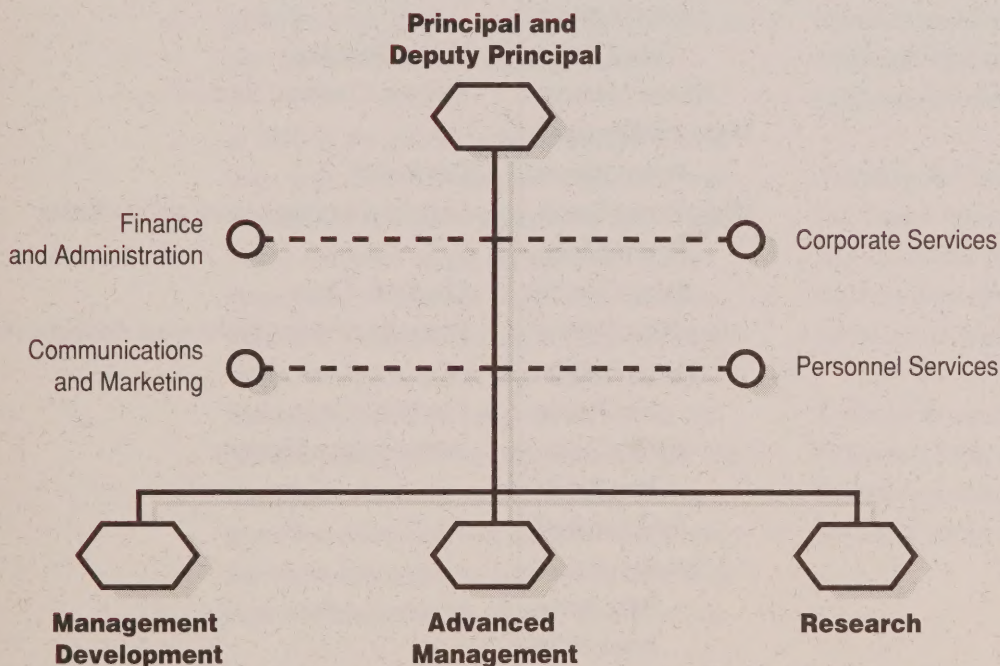 Principal and
Deputy Principal
Finance
and Administration
Corporate Services
Communications
and Marketing
Personnel Services
Management
Development
Advanced
Management
Research